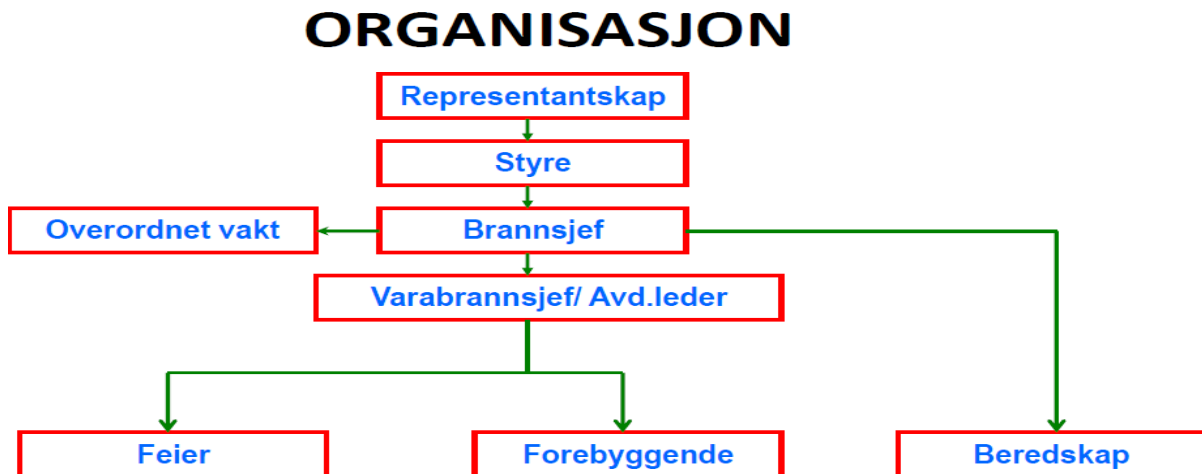 ORGANISASJON
Representantskap
Styre
Overordnet vakt
Brannsjef
Varabrannsjef/ Avd.leder
Feier
Forebyggende
Beredskap